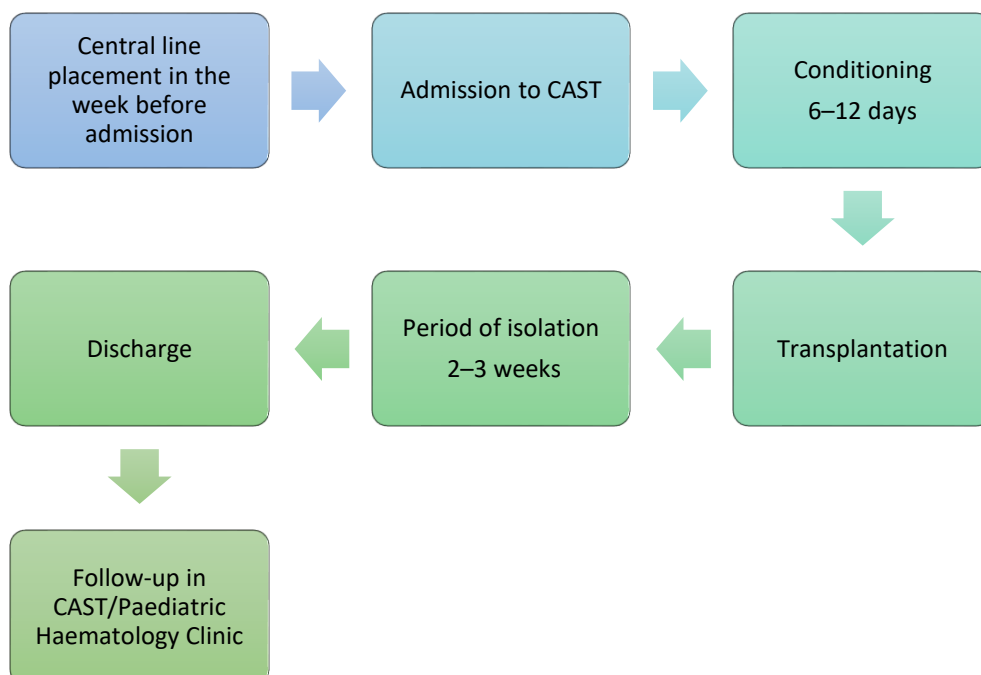 Central line
placement in the
week before
admission
Admission to CAST
Conditioning
6–12 days
Transplantation
Period of isolation
2–3 weeks
Discharge
Follow-up in
CAST/Paediatric
Haematology Clinic